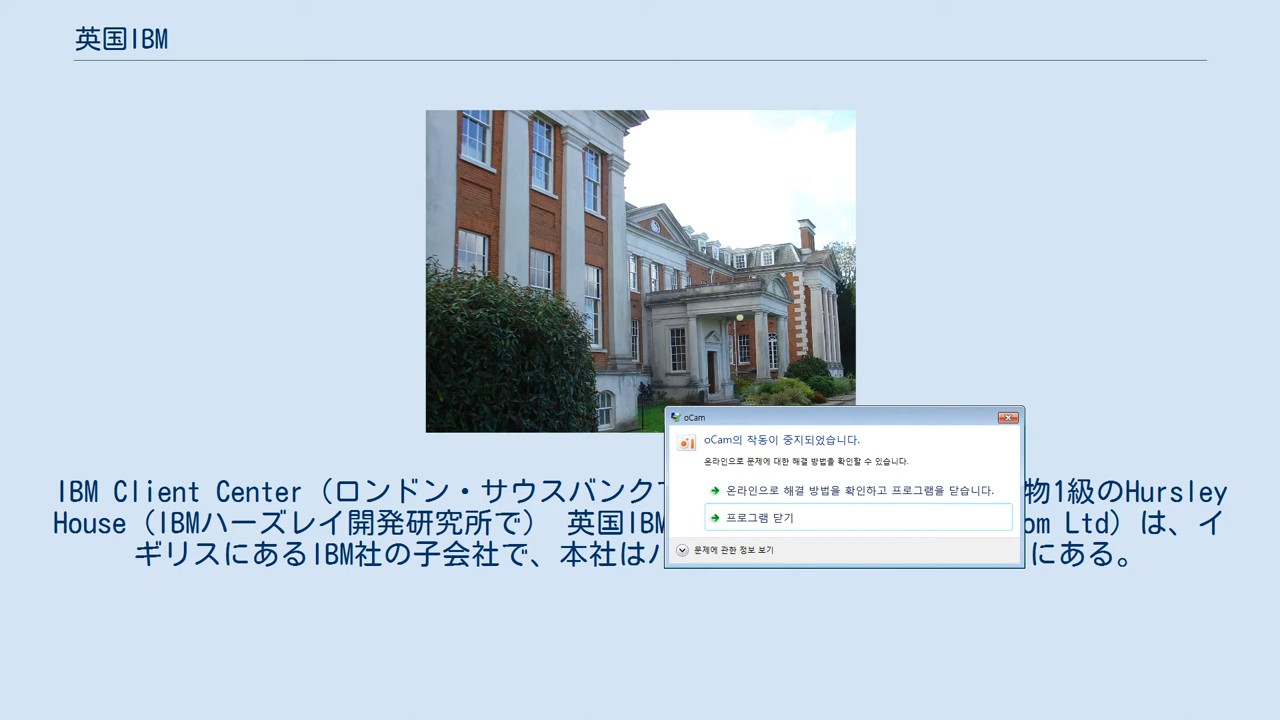 英国IBM
IBM Client Center（ロンドン・サウスバンク
物1級のHursley
House（IBMハーズレイ開発研究所で） 英国IBM
om Ltd）は、イ
ギリスにあるIBM社の子会社で、本社は
にある。
oCam
oCam의 작동이 중지되었습니다.
온라인으로 문제에 대한 해결 방법을 확인할 수 있습니다.
온라인으로 해결 방법을 확인하고 프로그램을 닫습니다.
프로그램 닫기
문제에 관한 정보 보기